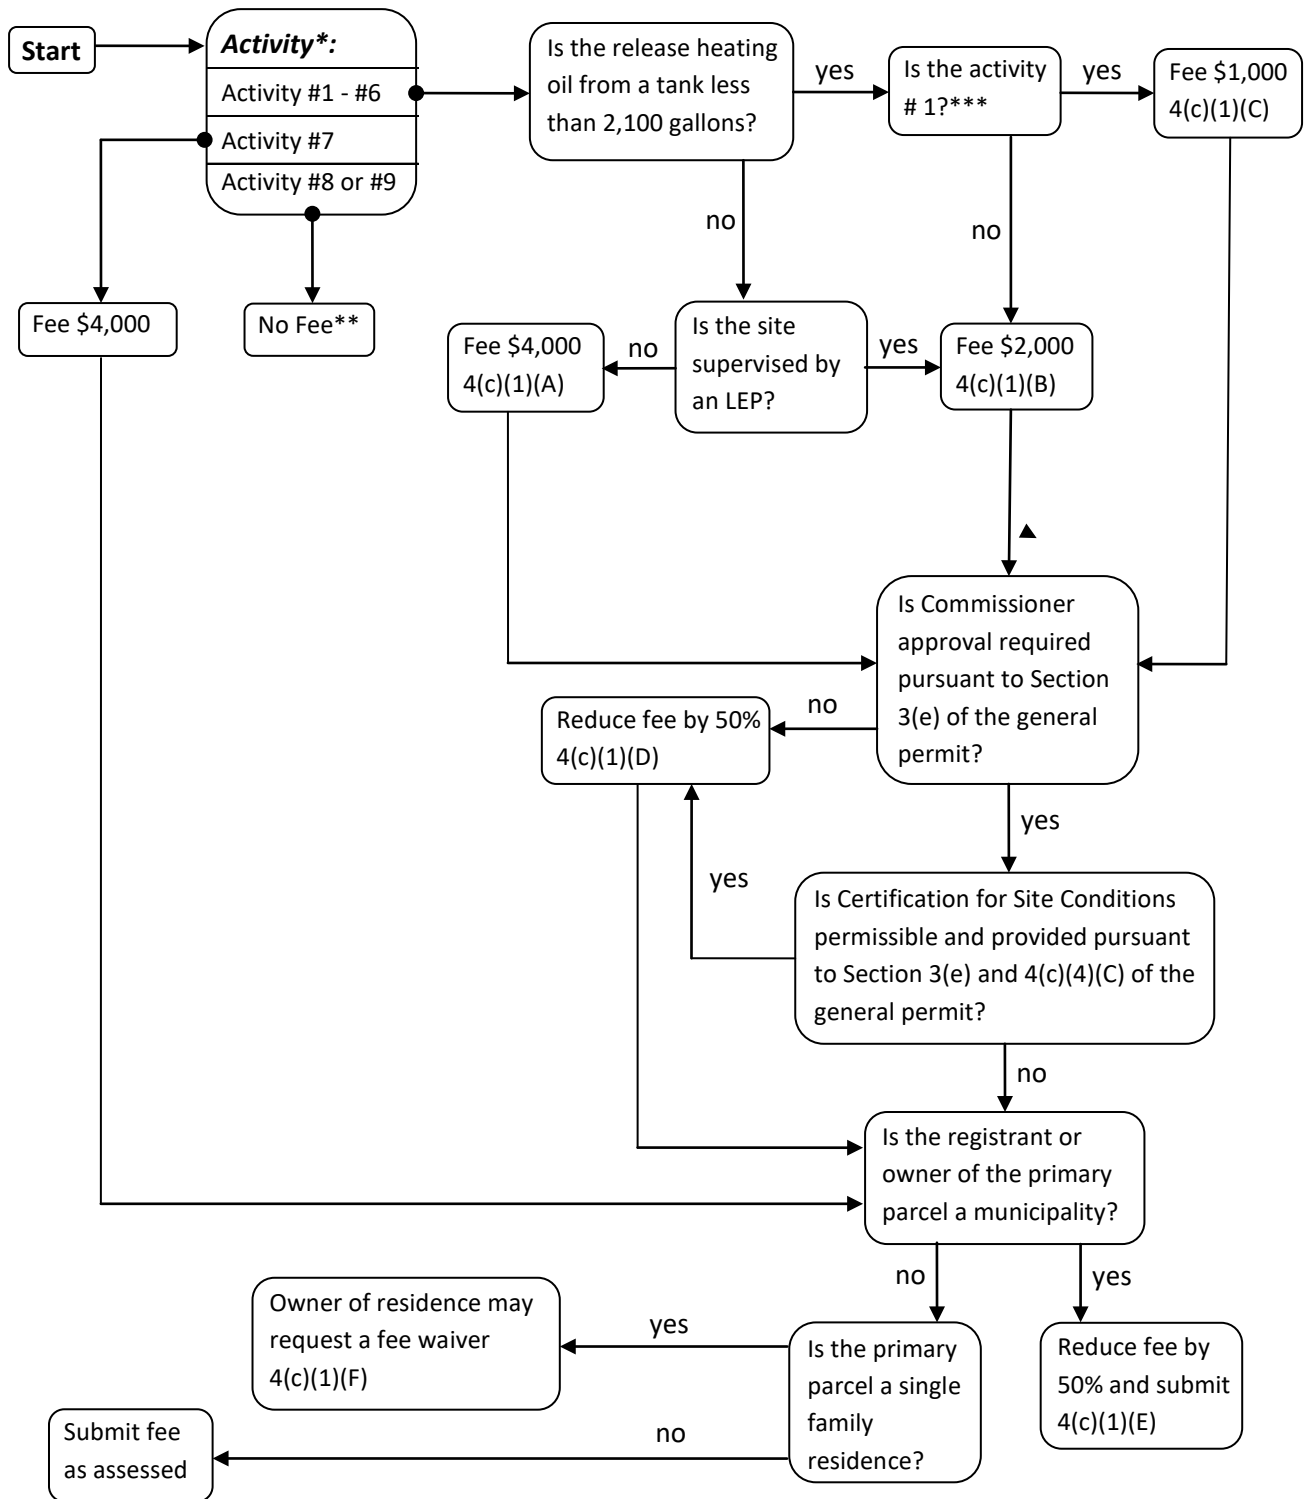 Start
Activity*:
Activity #1 - #6
Activity #7
Activity #8 or #9
Is the release heating
oil from a tank less
than 2,100 gallons?
yes
Is the activity
# 1?***
yes
Fee $1,000
4(c)(1)(C)
no
no
Fee $4,000
No Fee**
Fee $4,000
4(c)(1)(A)
no
Is the site
supervised by
an LEP?
yes
Fee $2,000
4(c)(1)(B)
Is Commissioner
approval required
pursuant to Section
3(e) of the general
permit?
no
Reduce fee by 50%
4(c)(1)(D)
yes
yes
Is Certification for Site Conditions
permissible and provided pursuant
to Section 3(e) and 4(c)(4)(C) of the
general permit?
no
Is the registrant or
owner of the primary
parcel a municipality?
no
yes
Owner of residence may
request a fee waiver
4(c)(1)(F)
yes
Is the primary
parcel a single
family
residence?
Reduce fee by
50% and submit
4(c)(1)(E)
no
Submit fee
as assessed